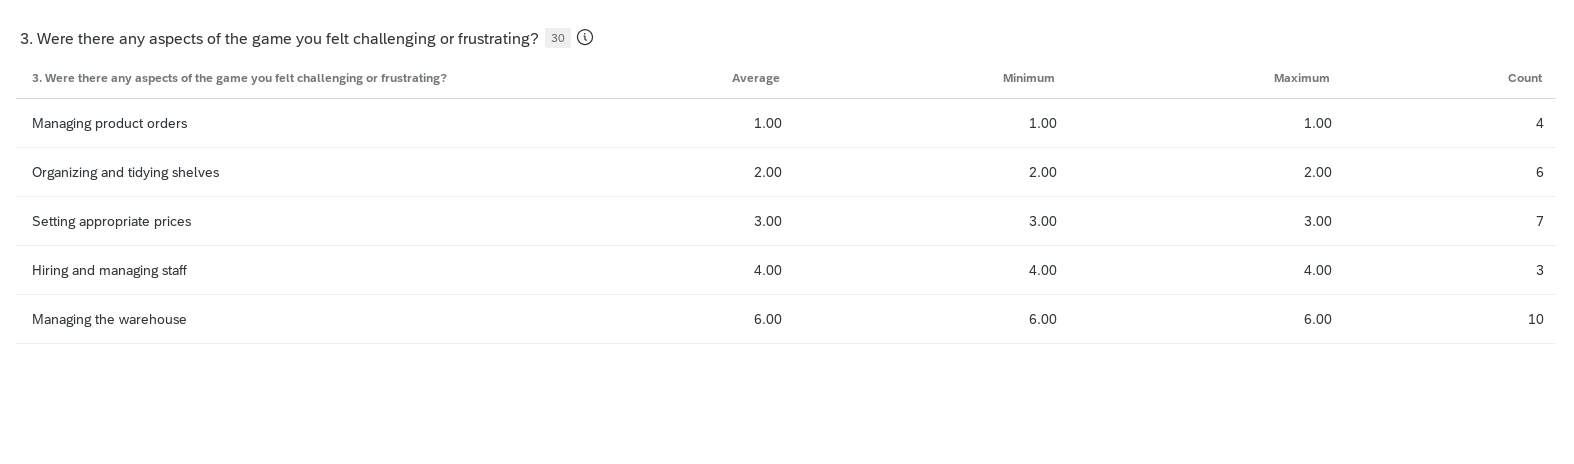 3. Were there any aspects of the game you felt challenging or frustrating? 30
3. Were there any aspects of the game you felt challenging or frustrating? Average Minimum Maximum Count
Managing product orders 1.00 1.00 1.00 4
Organizing and tidying shelves 2.00 2.00 2.00 6
Setting appropriate prices 3.00 3.00 3.00 7
Hiring and managing staff 4.00 4.00 4.00 3
Managing the warehouse 6.00 6.00 6.00 10